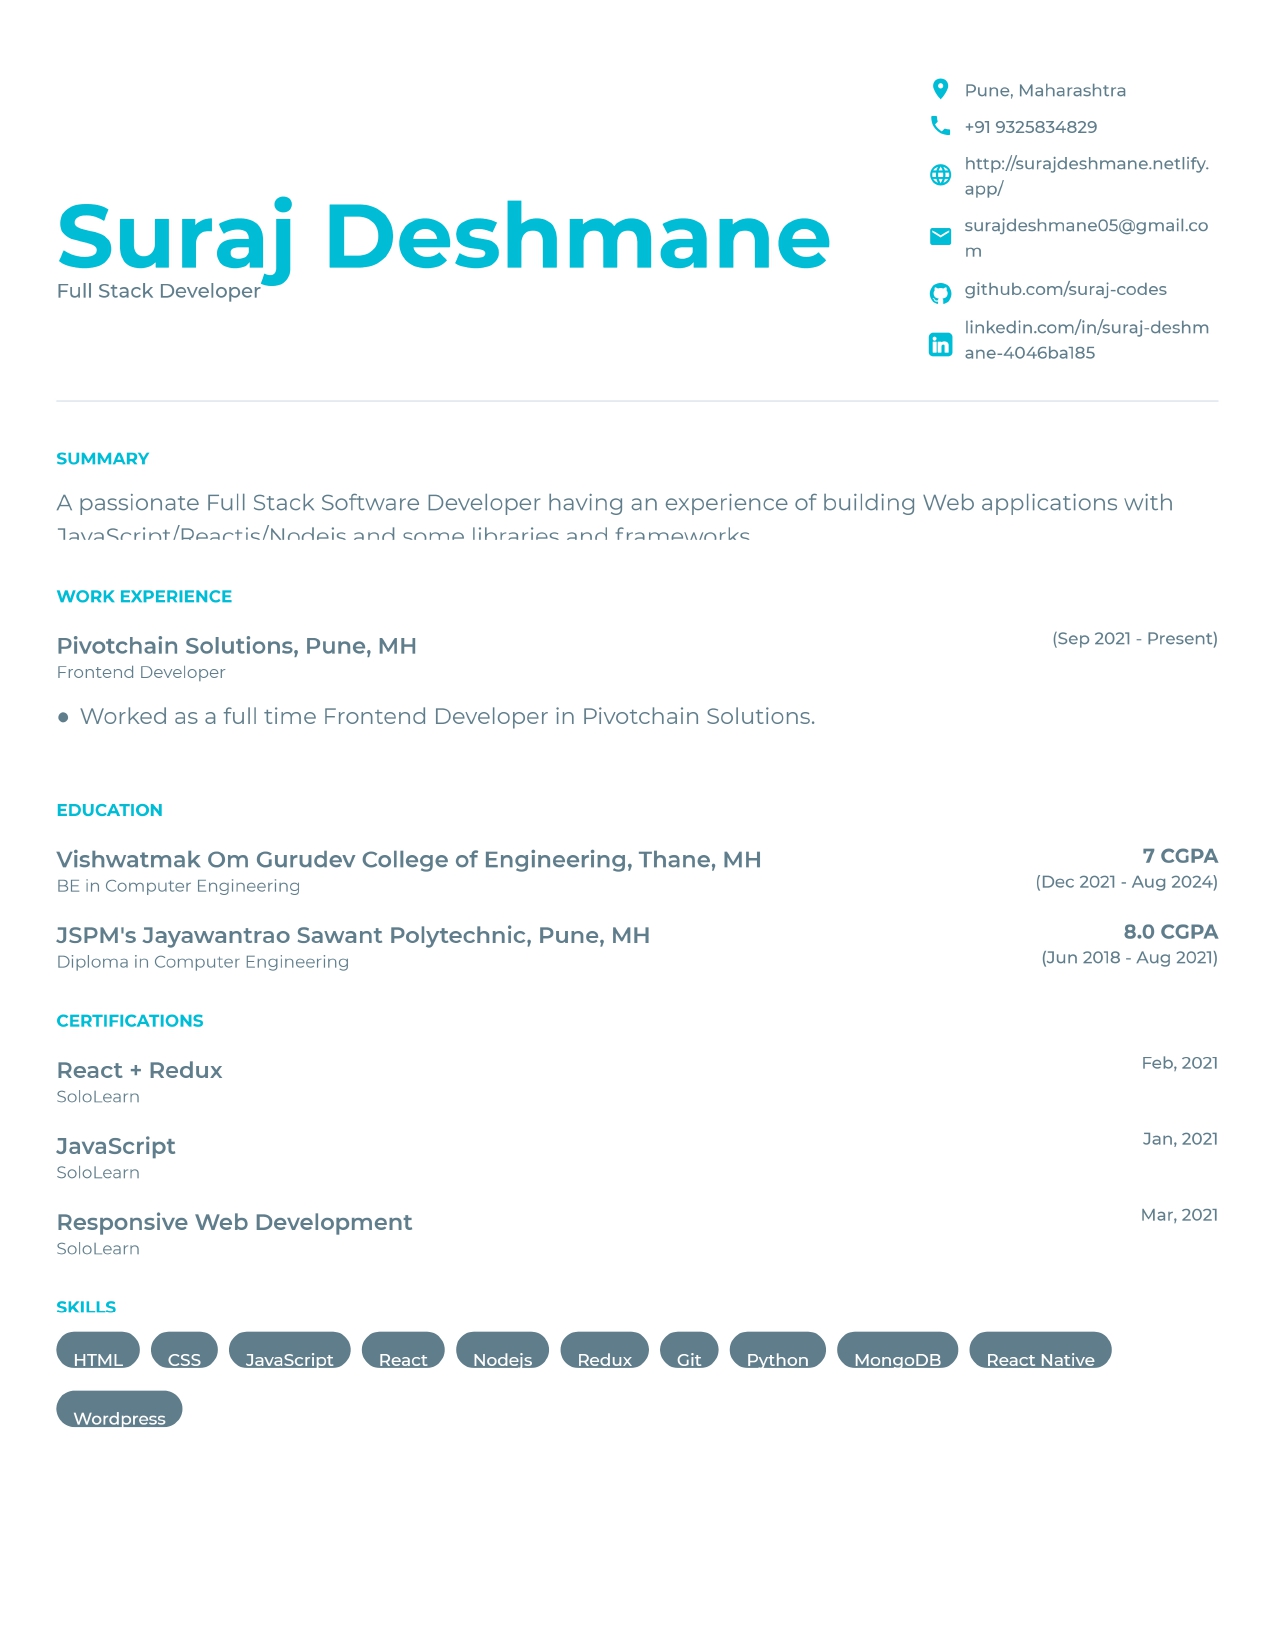 Suraj Deshmane
Full Stack Developer
Pune, Maharashtra
+91 9325834829
http://surajdeshmane.netlify.
app/
surajdeshmane05@gmail.co
m
github.com/suraj-codes
linkedin.com/in/suraj-deshm
ane-4046ba185
SUMMARY
A passionate Full Stack Software Developer having an experience of building Web applications with
JavaScript/Reactjs/Nodejs and some libraries and frameworks
WORK EXPERIENCE
Pivotchain Solutions, Pune, MH (Sep 2021 - Present)
Frontend Developer
● Worked as a full time Frontend Developer in Pivotchain Solutions.
EDUCATION
Vishwatmak Om Gurudev College of Engineering, Thane, MH 7 CGPA
BE in Computer Engineering (Dec 2021 - Aug 2024)
JSPM's Jayawantrao Sawant Polytechnic, Pune, MH 8.0 CGPA
Diploma in Computer Engineering (Jun 2018 - Aug 2021)
CERTIFICATIONS
React + Redux Feb, 2021
SoloLearn
JavaScript Jan, 2021
SoloLearn
Responsive Web Development Mar, 2021
SoloLearn
SKILLS
HTML CSS JavaScript React Nodejs Redux Git Python MongoDB React Native
Wordpress